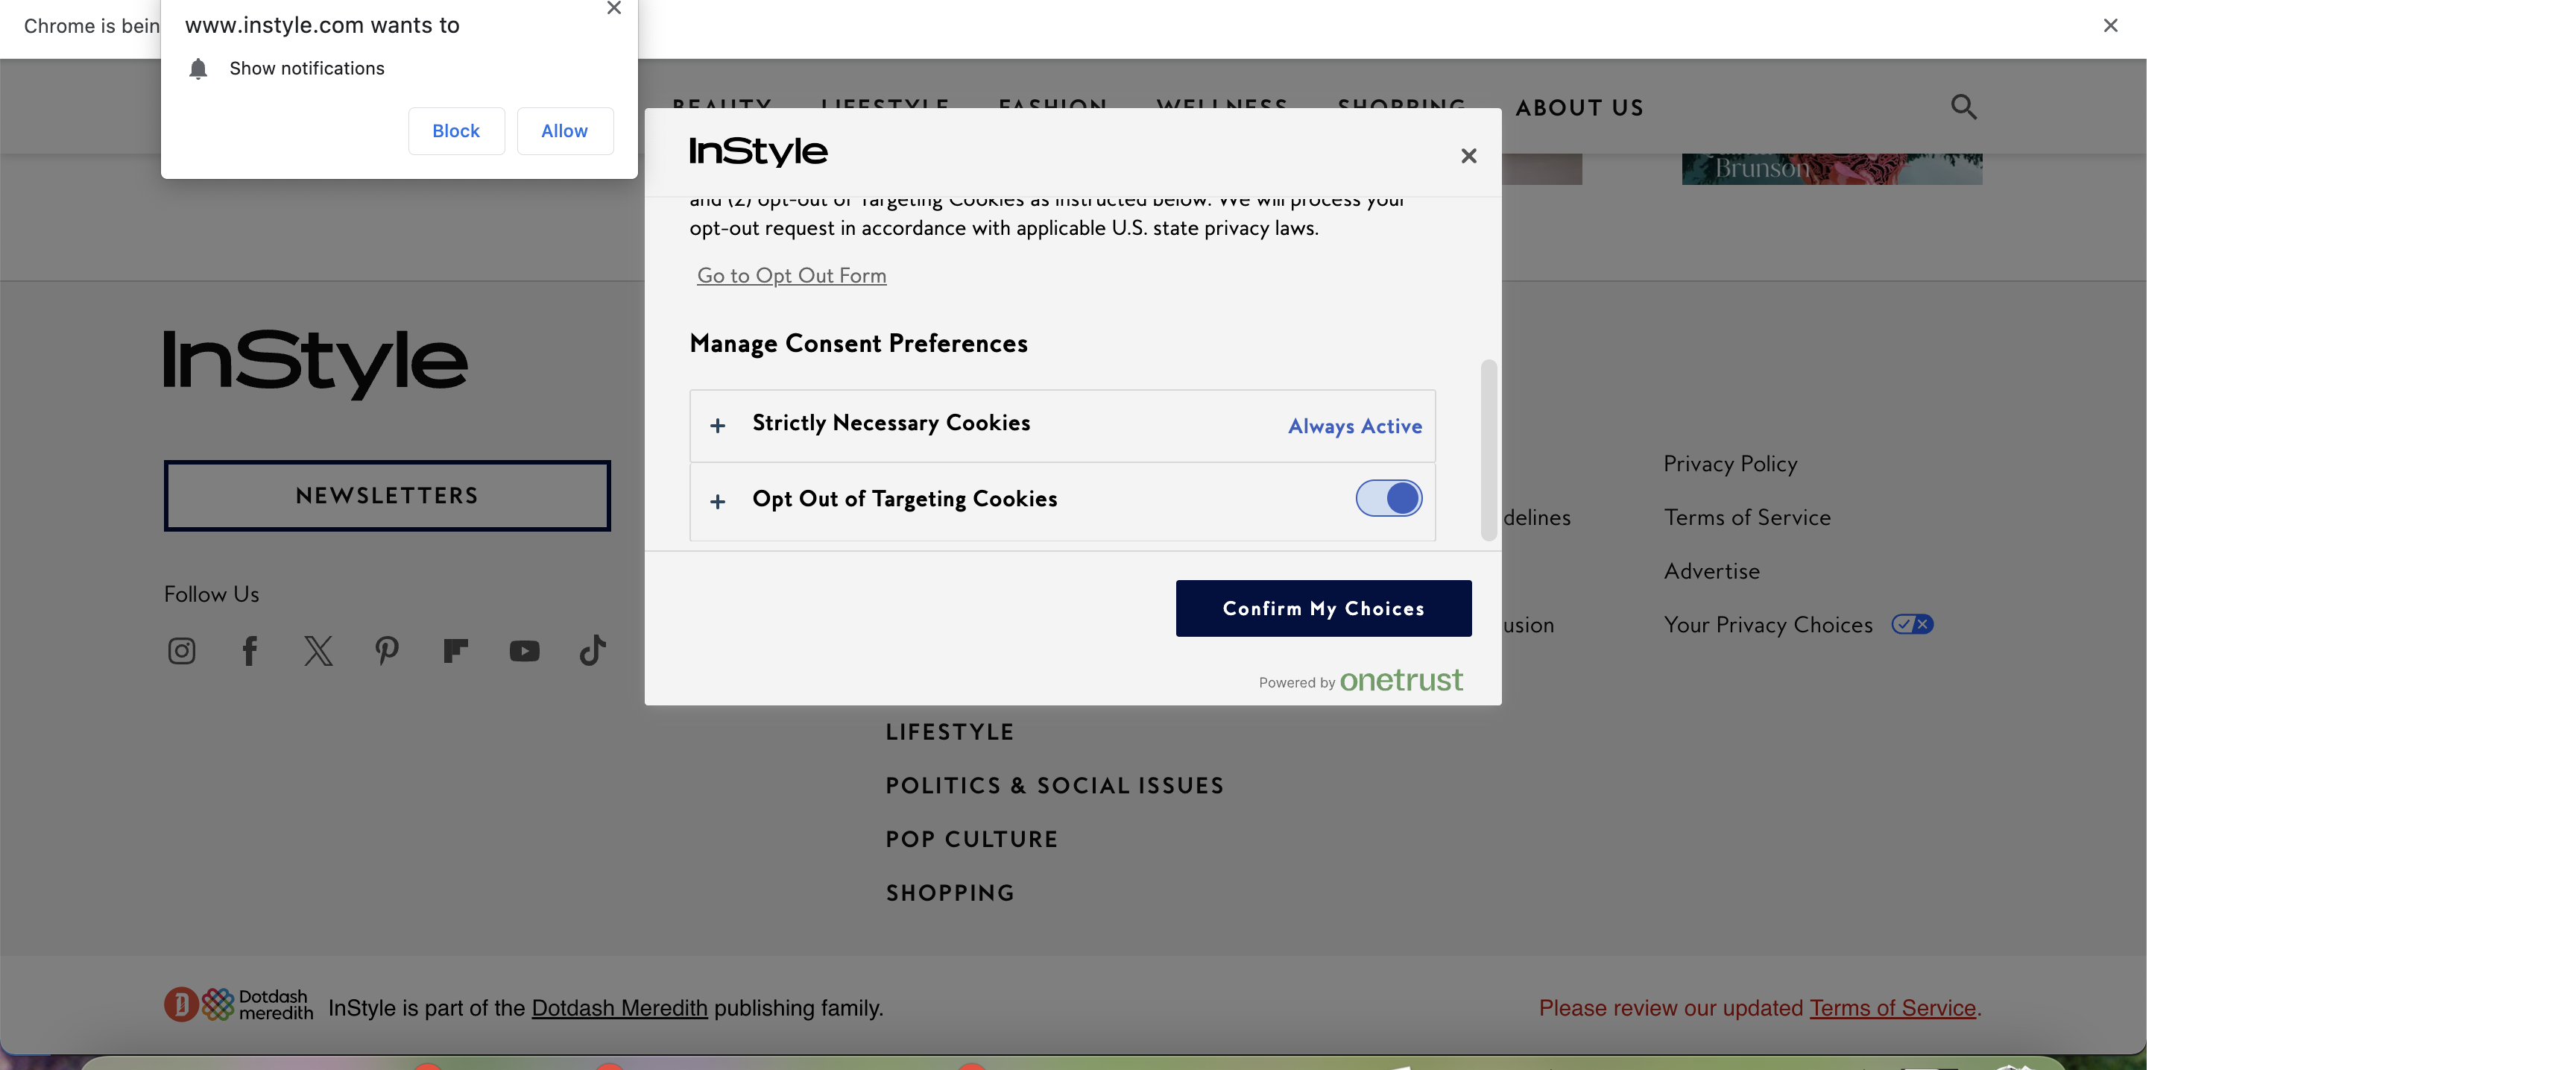 Chrome is bein
www.instyle.com wants to
Show notifications
Block
Allow
BEAUTY
LIFESTYLE
FASHION
WELLNESS
SHOPPING
ABOUT US
Brunson
InStyle
and (2) opt-out of Targeting Cookies as instructed below. We will process your
opt-out request in accordance with applicable U.S. state privacy laws.
Go to Opt Out Form
Manage Consent Preferences
Strictly Necessary Cookies
Always Active
Opt Out of Targeting Cookies
Confirm My Choices
Powered by onetrust
InStyle
NEWSLETTERS
Follow Us
LIFESTYLE
POLITICS & SOCIAL ISSUES
POP CULTURE
SHOPPING
delines
usion
Privacy Policy
Terms of Service
Advertise
Your Privacy Choices
Dotdash
meredith
InStyle is part of the Dotdash Meredith publishing family.
Please review our updated Terms of Service.